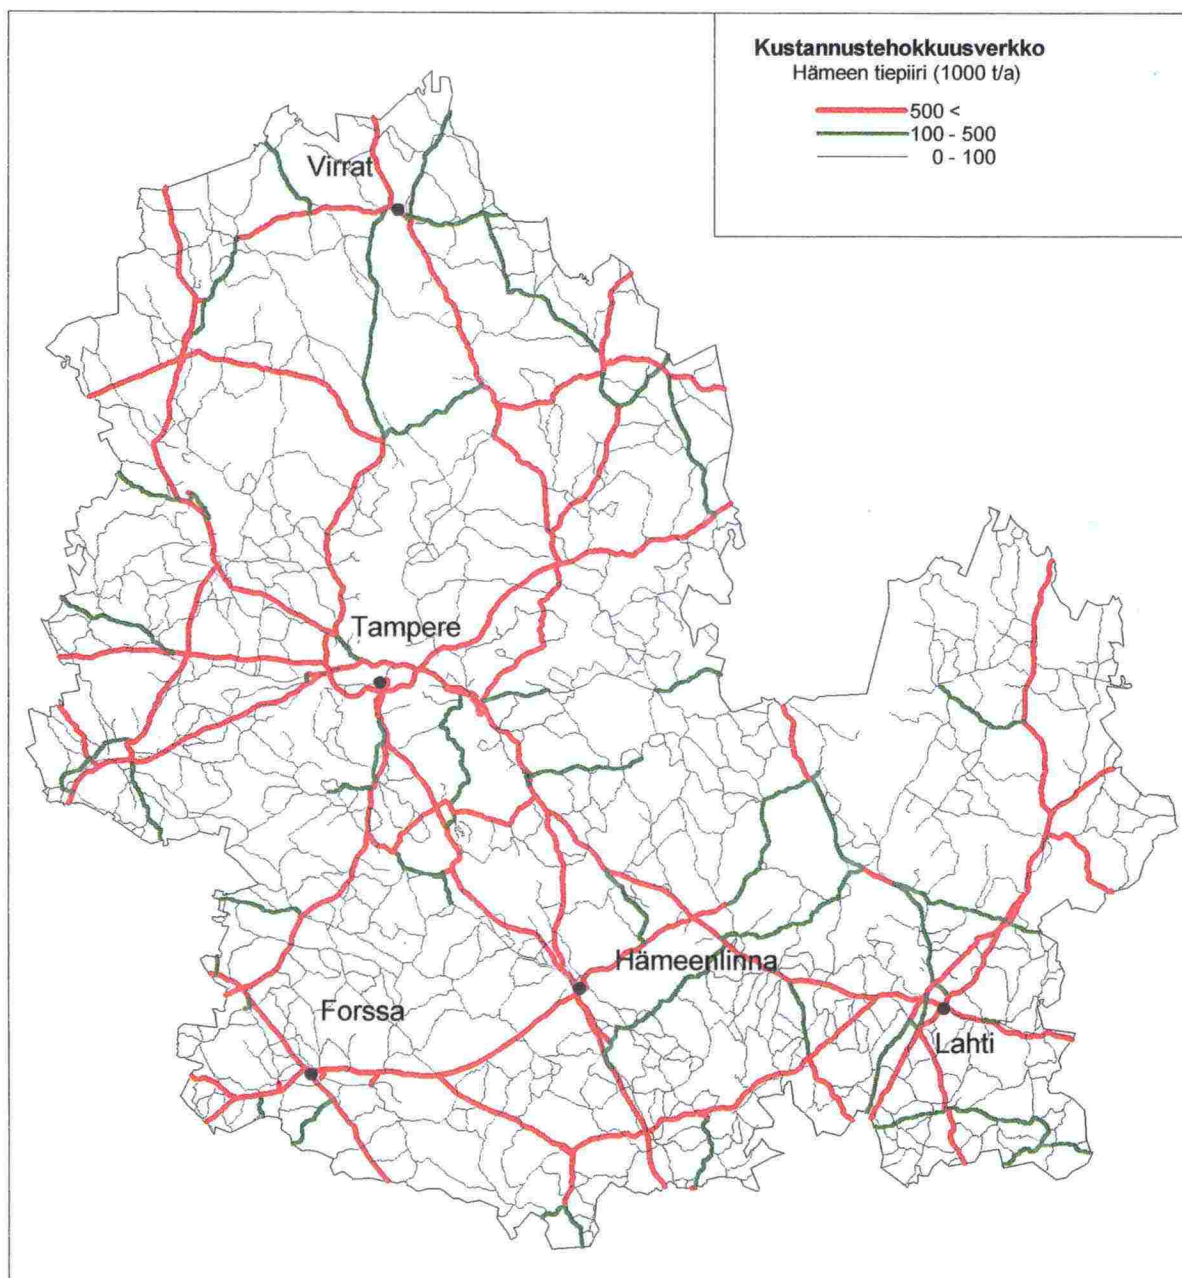 Kustannustehokkuusverkko
Hämeen tiepiiri (1000 t/a)
500 <
100 - 500
0 - 100
Virrat
Tampere
Hämeenlinna
Forssa
Lahti